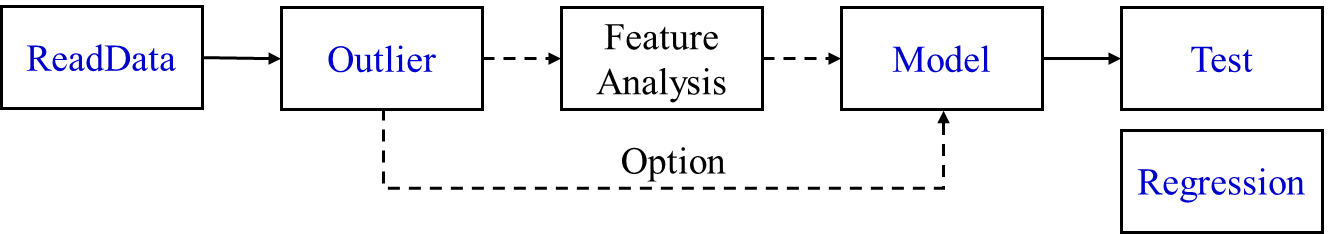 ReadData
Outlier
Feature
Analysis
Model
Test
Option
Regression